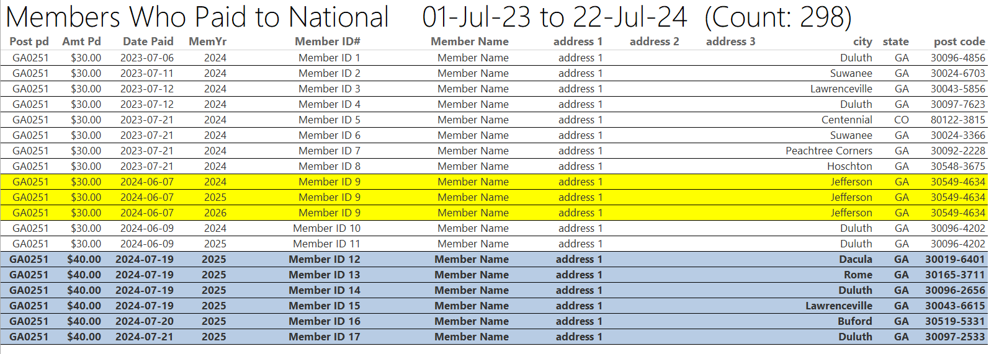 Members Who Paid to National 01-Jul-23 to 22-Jul-24 (Count: 298)
Post pd Amt Pd Date Paid MemYr Member ID# Member Name address 1 address 2 address 3 city state post code
GA0251 $30.00 2023-07-06 2024 Member ID 1 Member Name address 1 Duluth GA 30096-4856
GA0251 $30.00 2023-07-11 2024 Member ID 2 Member Name address 1 Suwanee GA 30024-6703
GA0251 $30.00 2023-07-12 2024 Member ID 3 Member Name address 1 Lawrenceville GA 30043-5856
GA0251 $30.00 2023-07-12 2024 Member ID 4 Member Name address 1 Duluth GA 30097-7623
GA0251 $30.00 2023-07-21 2024 Member ID 5 Member Name address 1 Centennial CO 80122-3815
GA0251 $30.00 2023-07-21 2024 Member ID 6 Member Name address 1 Suwanee GA 30024-3366
GA0251 $30.00 2023-07-21 2024 Member ID 7 Member Name address 1 Peachtree Corners GA 30092-2228
GA0251 $30.00 2023-07-21 2024 Member ID 8 Member Name address 1 Hoschton GA 30548-3675
GA0251 $30.00 2024-06-07 2024 Member ID 9 Member Name address 1 Jefferson GA 30549-4634
GA0251 $30.00 2024-06-07 2025 Member ID 9 Member Name address 1 Jefferson GA 30549-4634
GA0251 $30.00 2024-06-07 2026 Member ID 9 Member Name address 1 Jefferson GA 30549-4634
GA0251 $30.00 2024-06-09 2024 Member ID 10 Member Name address 1 Duluth GA 30096-4202
GA0251 $30.00 2024-06-09 2025 Member ID 11 Member Name address 1 Duluth GA 30096-4202
GA0251 $40.00 2024-07-19 2025 Member ID 12 Member Name address 1 Dacula GA 30019-6401
GA0251 $40.00 2024-07-19 2025 Member ID 13 Member Name address 1 Rome GA 30165-3711
GA0251 $40.00 2024-07-19 2025 Member ID 14 Member Name address 1 Duluth GA 30096-2656
GA0251 $40.00 2024-07-19 2025 Member ID 15 Member Name address 1 Lawrenceville GA 30043-6615
GA0251 $40.00 2024-07-20 2025 Member ID 16 Member Name address 1 Buford GA 30519-5331
GA0251 $40.00 2024-07-21 2025 Member ID 17 Member Name address 1 Duluth GA 30097-2533